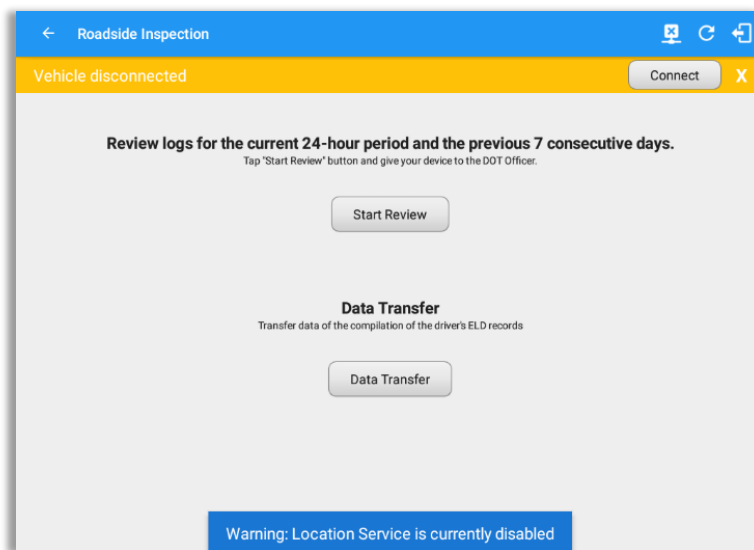 Roadside Inspection
Vehicle disconnected
Connect
X
Review logs for the current 24-hour period and the previous 7 consecutive days.
Tap "Start Review" button and give your device to the DOT Officer.
Start Review
Data Transfer
Transfer data of the compilation of the driver's ELD records
Data Transfer
Warning: Location Service is currently disabled